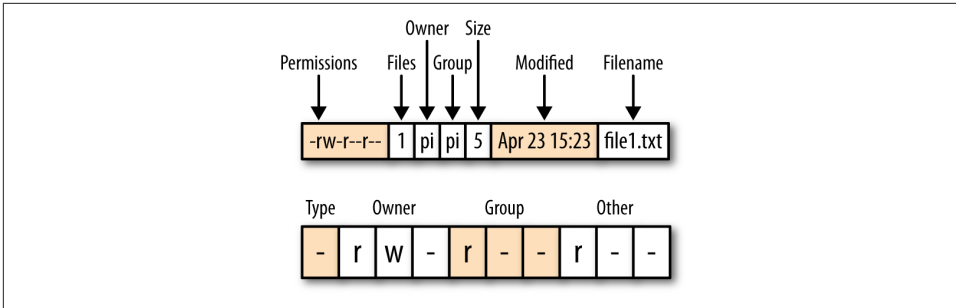 Owner Size
Permissions Files Group Modified Filename
-rw-r--r-- 1 pi pi 5 Apr 23 15:23 file1.txt
Type Owner Group Other
- r w - r - - r - -